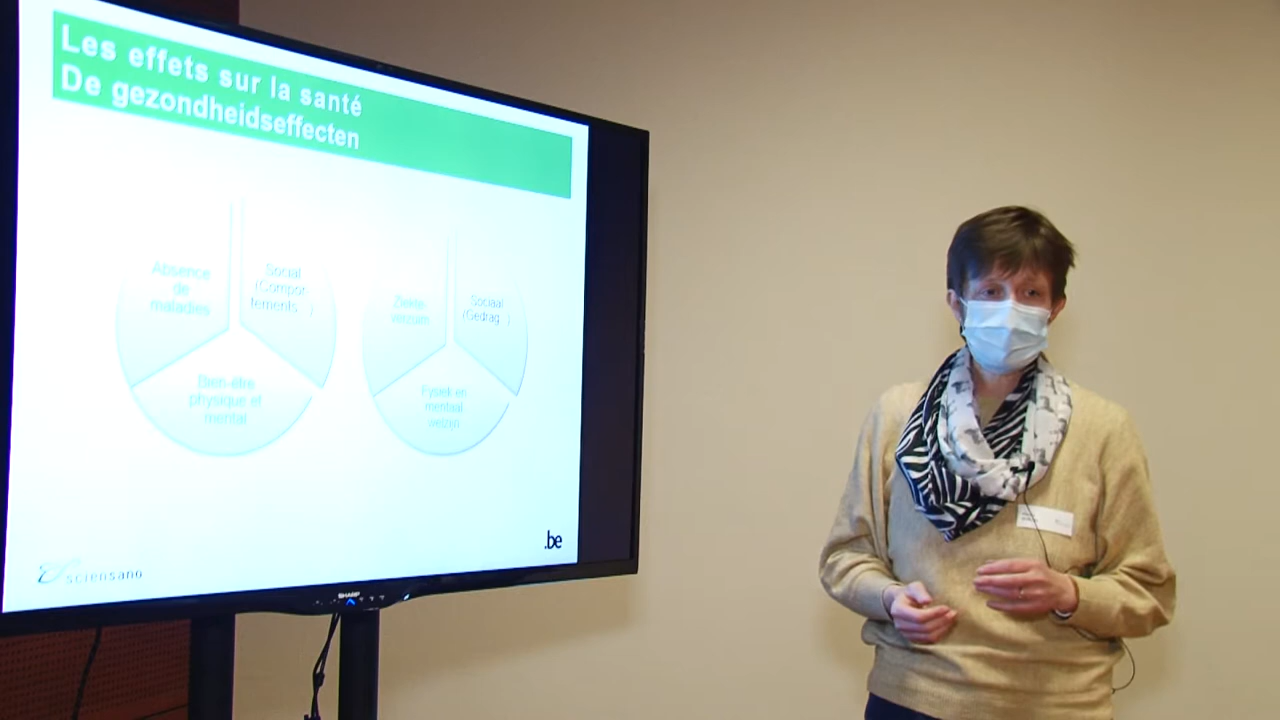 Les effets sur la santé
De gezondheidseffecten
Absence
de
maladies
Social
(Compor
tements...)
Bien-être
physique et
mental
Ziekte
Sociaal
(Gedrag...)
Fysiek en
mentaal
welzijn
.be
sciensano
SHARP